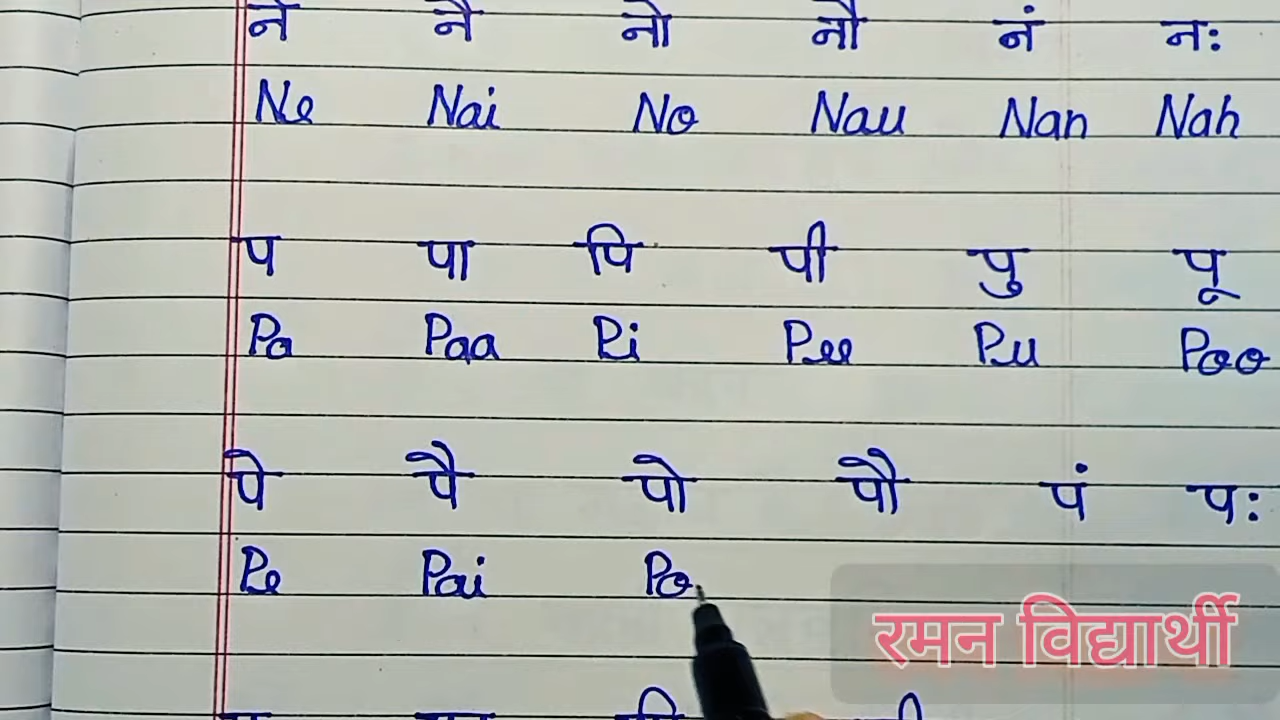 ने नै नो नौ नं नः
Ne Nai No Nau Nan Nah
प पा पि पी पु पू
Pa Paa Pi Pee Pu Poo
पे पै पो पौ पं पः
Pe Pai Po
रमन विद्यार्थी